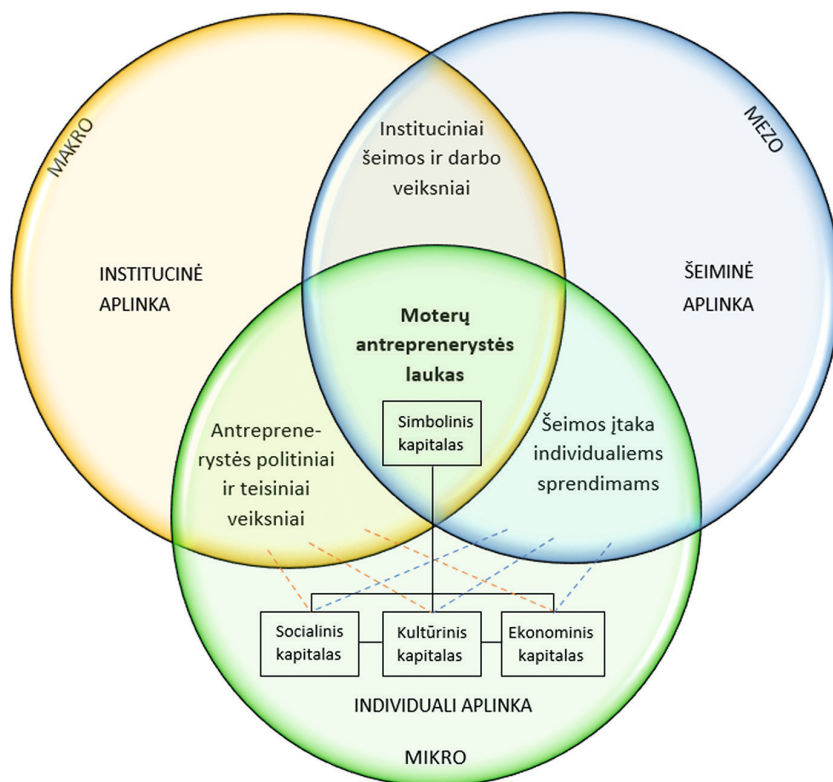 MAKRO
MEZO
Instituciniai
šeimos ir darbo
veiksniai
INSTITUCINĖ
APLINKA
ŠEIMINĖ
APLINKA
Moterų
antreprenerystės
laukas
Simbolinis
kapitalas
Antreprene-
rystės politiniai
ir teisiniai
veiksniai
Šeimos įtaka
individualiems
sprendimams
Socialinis
kapitalas
Kultūrinis
kapitalas
Ekonominis
kapitalas
INDIVIDUALI APLINKA
MIKRO